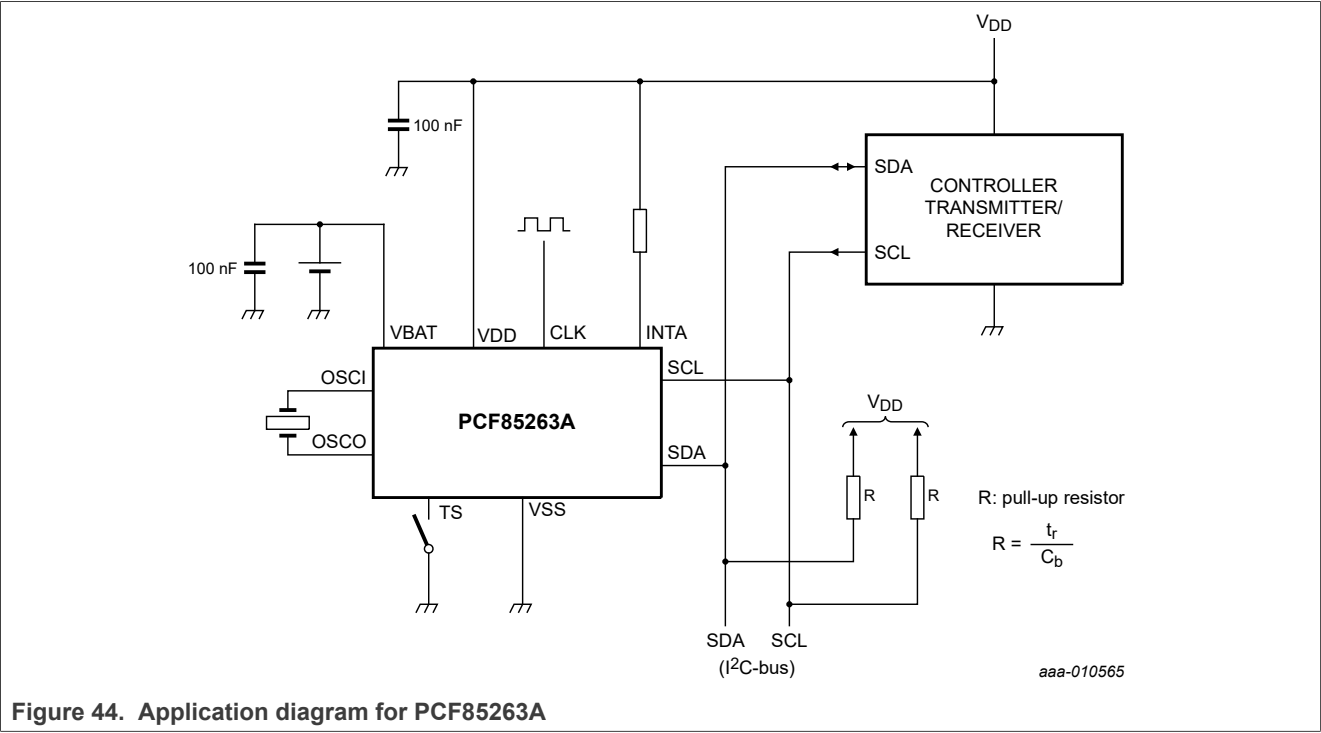 VDD
100 nF
SDA
CONTROLLER
TRANSMITTER/
RECEIVER
SCL
100 nF
VBAT
VDD
CLK
INTA
OSCI
SCL
PCF85263A
OSCO
SDA
TS
VSS
VDD
R
R
R: pull-up resistor
R = tr
Cb
SDA SCL
(I2C-bus)
aaa-010565
Figure 44. Application diagram for PCF85263A